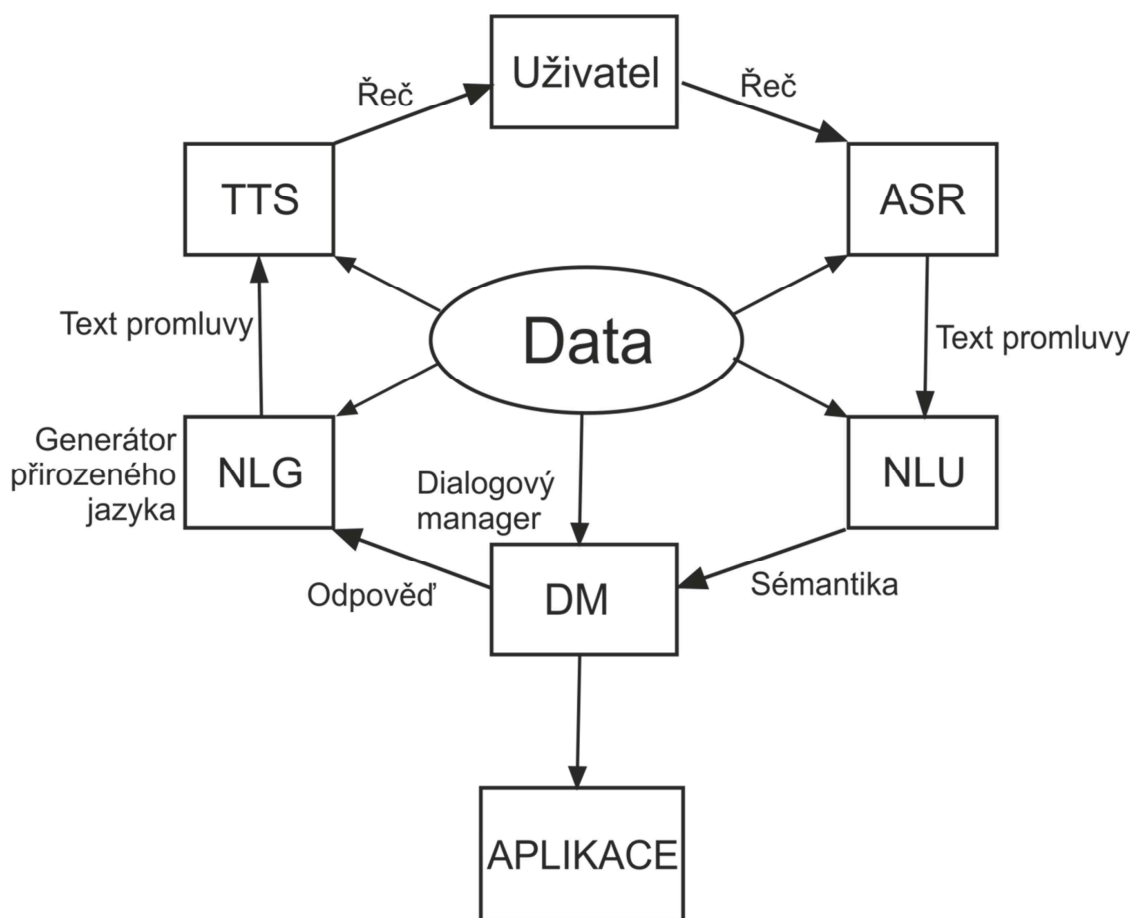 Uživatel
Řeč
Řeč
TTS
ASR
Text promluvy
Data
Text promluvy
Generátor
přirozeného
jazyka
NLG
Dialogový
manager
NLU
Odpověď
DM
Sémantika
APLIKACE